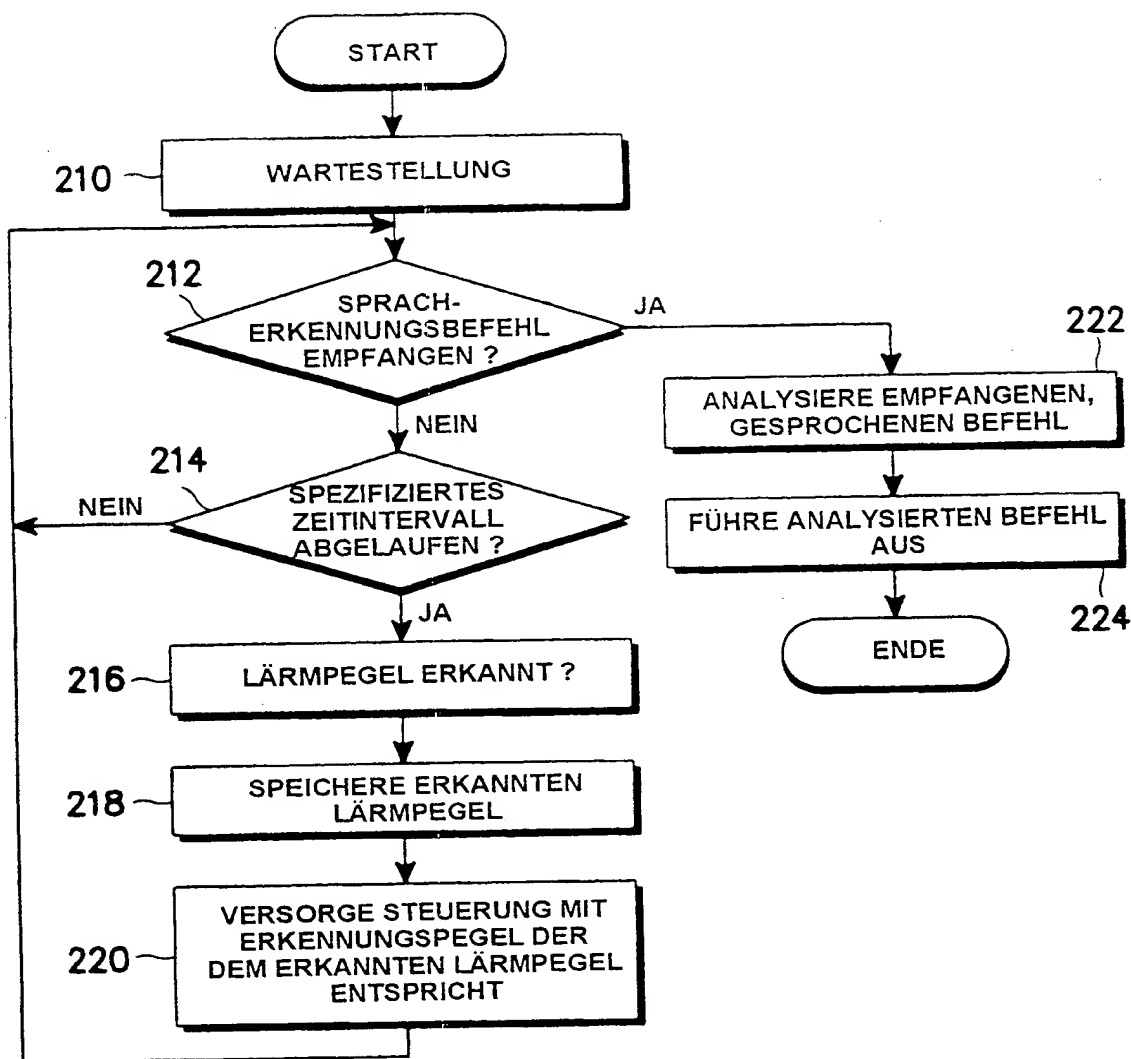 START
210
WARTESTELLUNG
212
SPRACH-
ERKENNUNGSBEFEHL
EMPFANGEN ?
JA
NEIN
222
ANALYSIERE EMPFANGENEN,
GESPROCHENEN BEFEHL
214
SPEZIFIZIERTES
ZEITINTERVALL
ABGELAUFEN ?
NEIN
JA
FÜHRE ANALYSIERTEN BEFEHL
AUS
224
ENDE
216
LÄRMPEGEL ERKANNT ?
218
SPEICHERE ERKANNTEN
LÄRMPEGEL
220
VERSORGE STEUERUNG MIT
ERKENNUNGSPEGEL DER
DEM ERKANNTEN LÄRMPEGEL
ENTSPRICHT